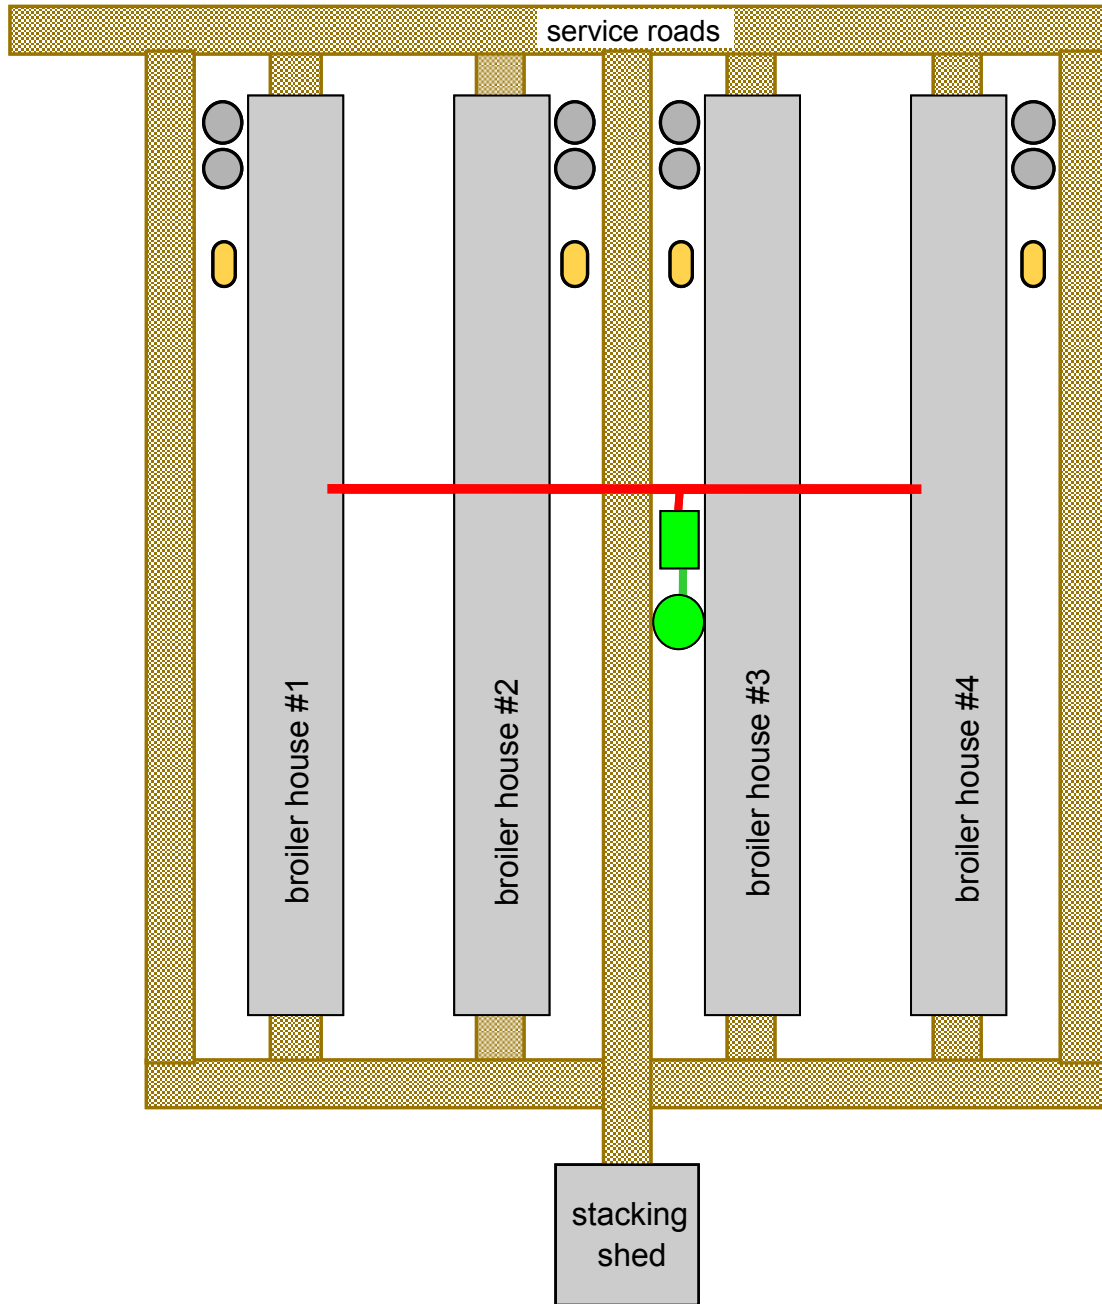 service roads
broiler house #1
broiler house #2
broiler house #3
broiler house #4
stacking
shed